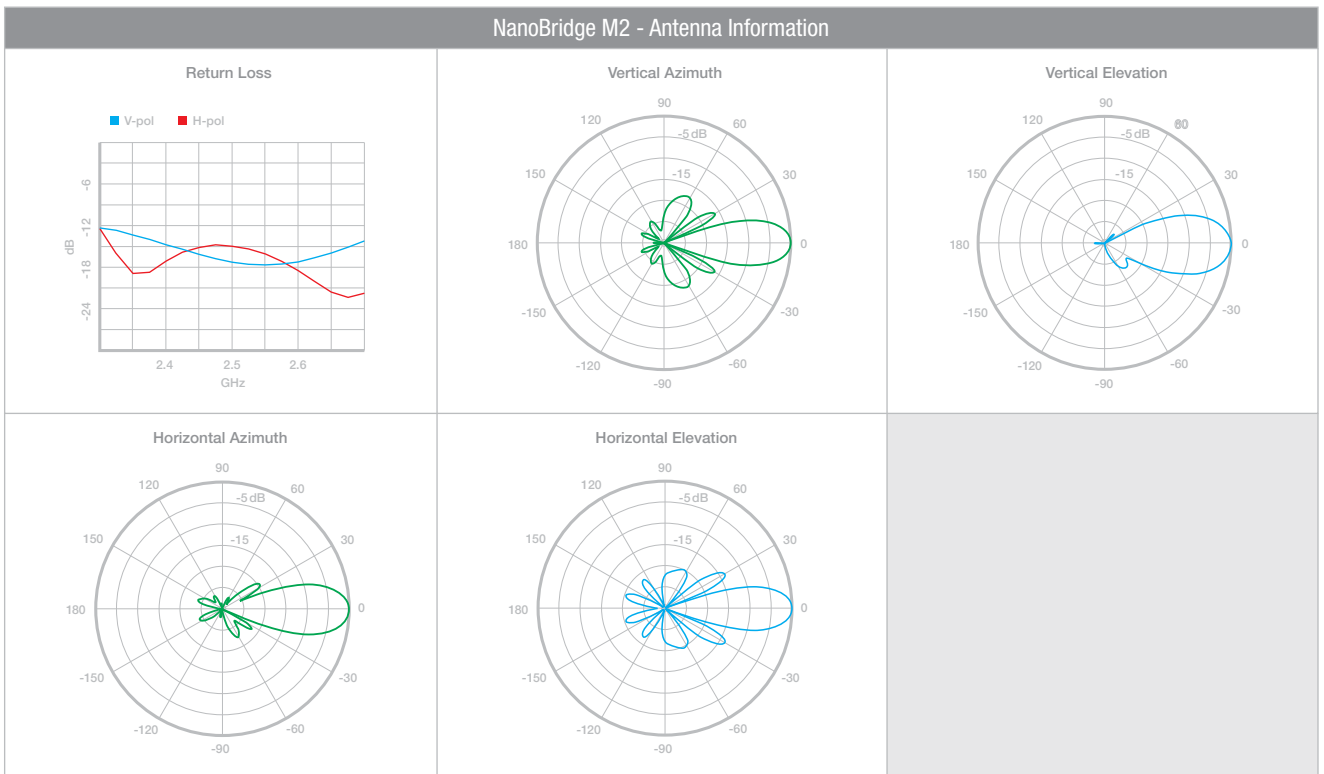 NanoBridge M2 - Antenna Information
Return Loss
V-pol H-pol
-6
-12
-18
-24
dB
2.4 2.5 2.6
GHz
Vertical Azimuth
90
120 60
-5 dB
150 -15 30
180 0
-150 -30
-120 -60
-90
Vertical Elevation
90
120
-5 dB
150 -15 30
180 0
-150 -30
-120 -60
-90
Horizontal Azimuth
90
120 60
-5 dB
150 -15 30
180 0
-150 -30
-120 -60
-90
Horizontal Elevation
90
120 60
-5 dB
150 -15 30
180 0
-150 -30
-120 -60
-90